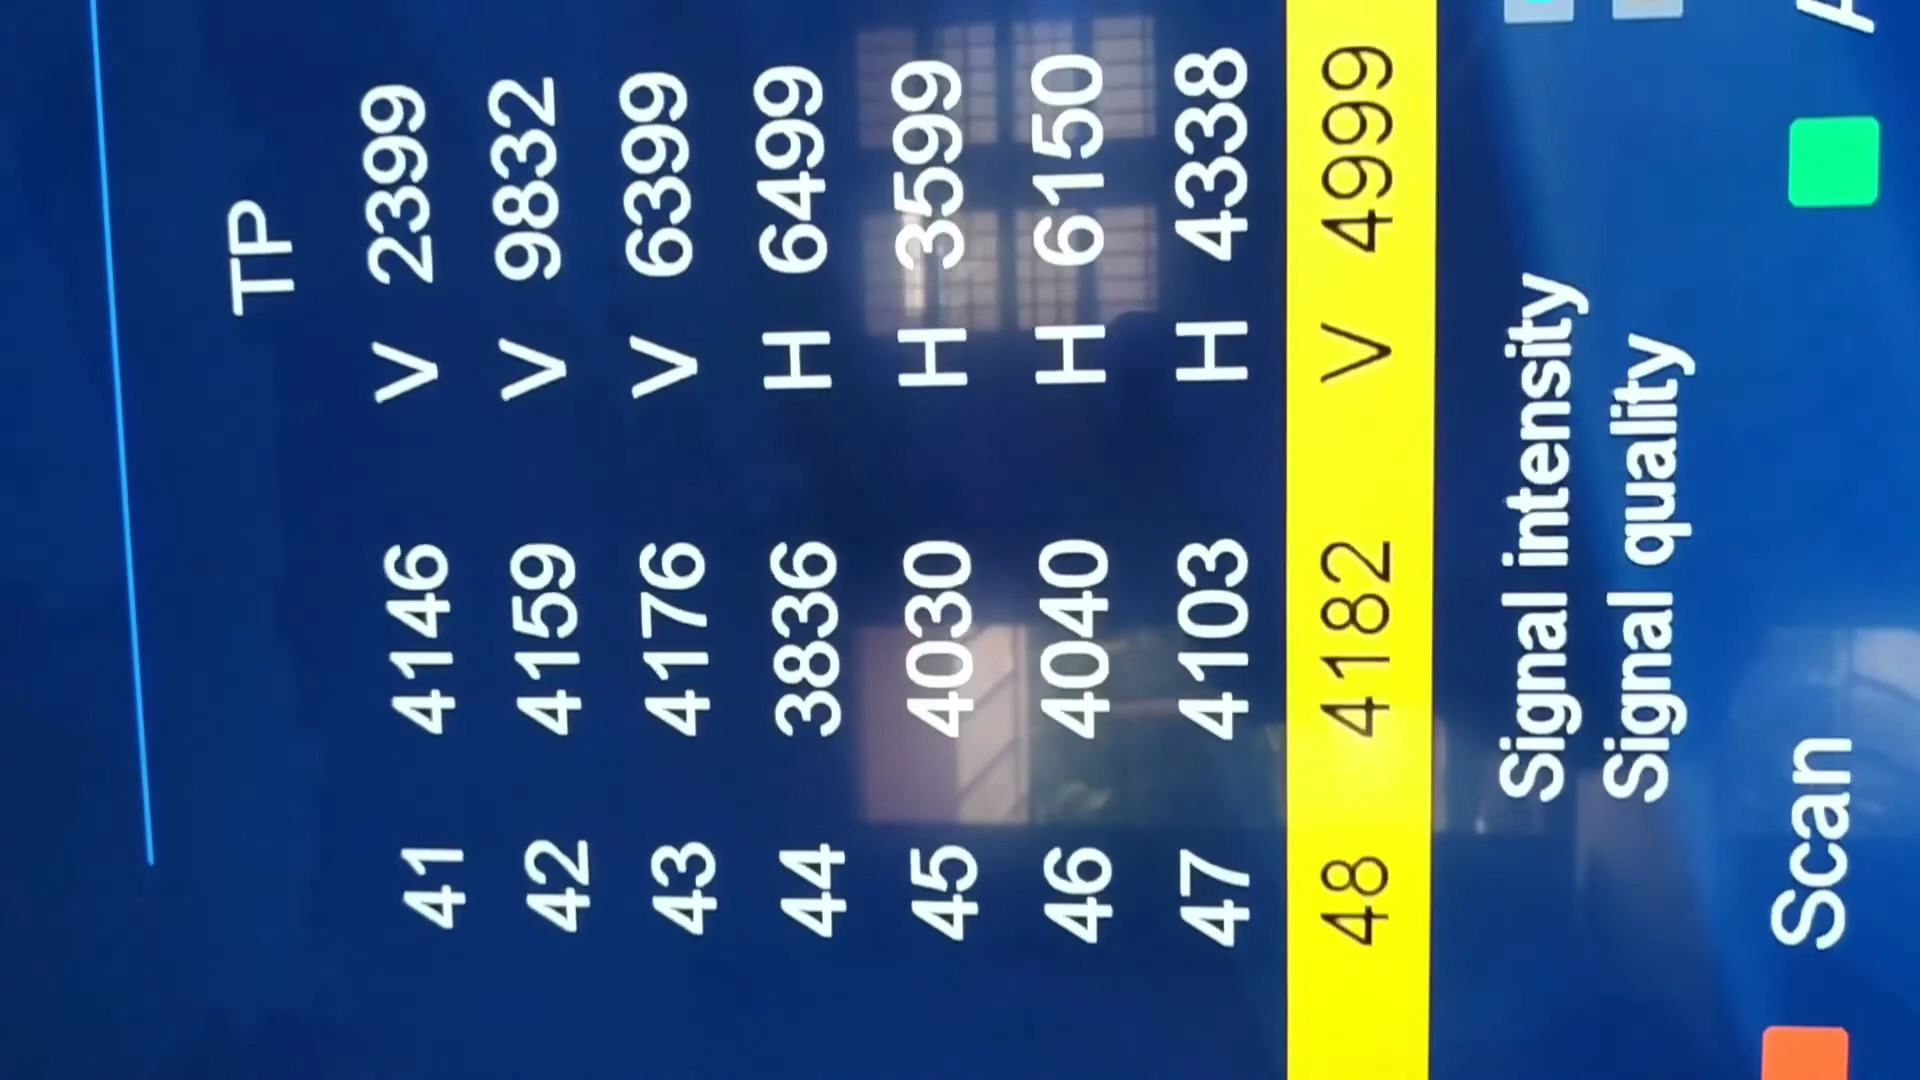 TP
41 4146 V 2399
42 4159 V 9832
43 4176 V 6399
44 3836 H 6499
45 4030 H 3599
46 4040 H 6150
47 4103 H 4338
48 4182 V 4999
Signal intensity
Signal quality
Scan